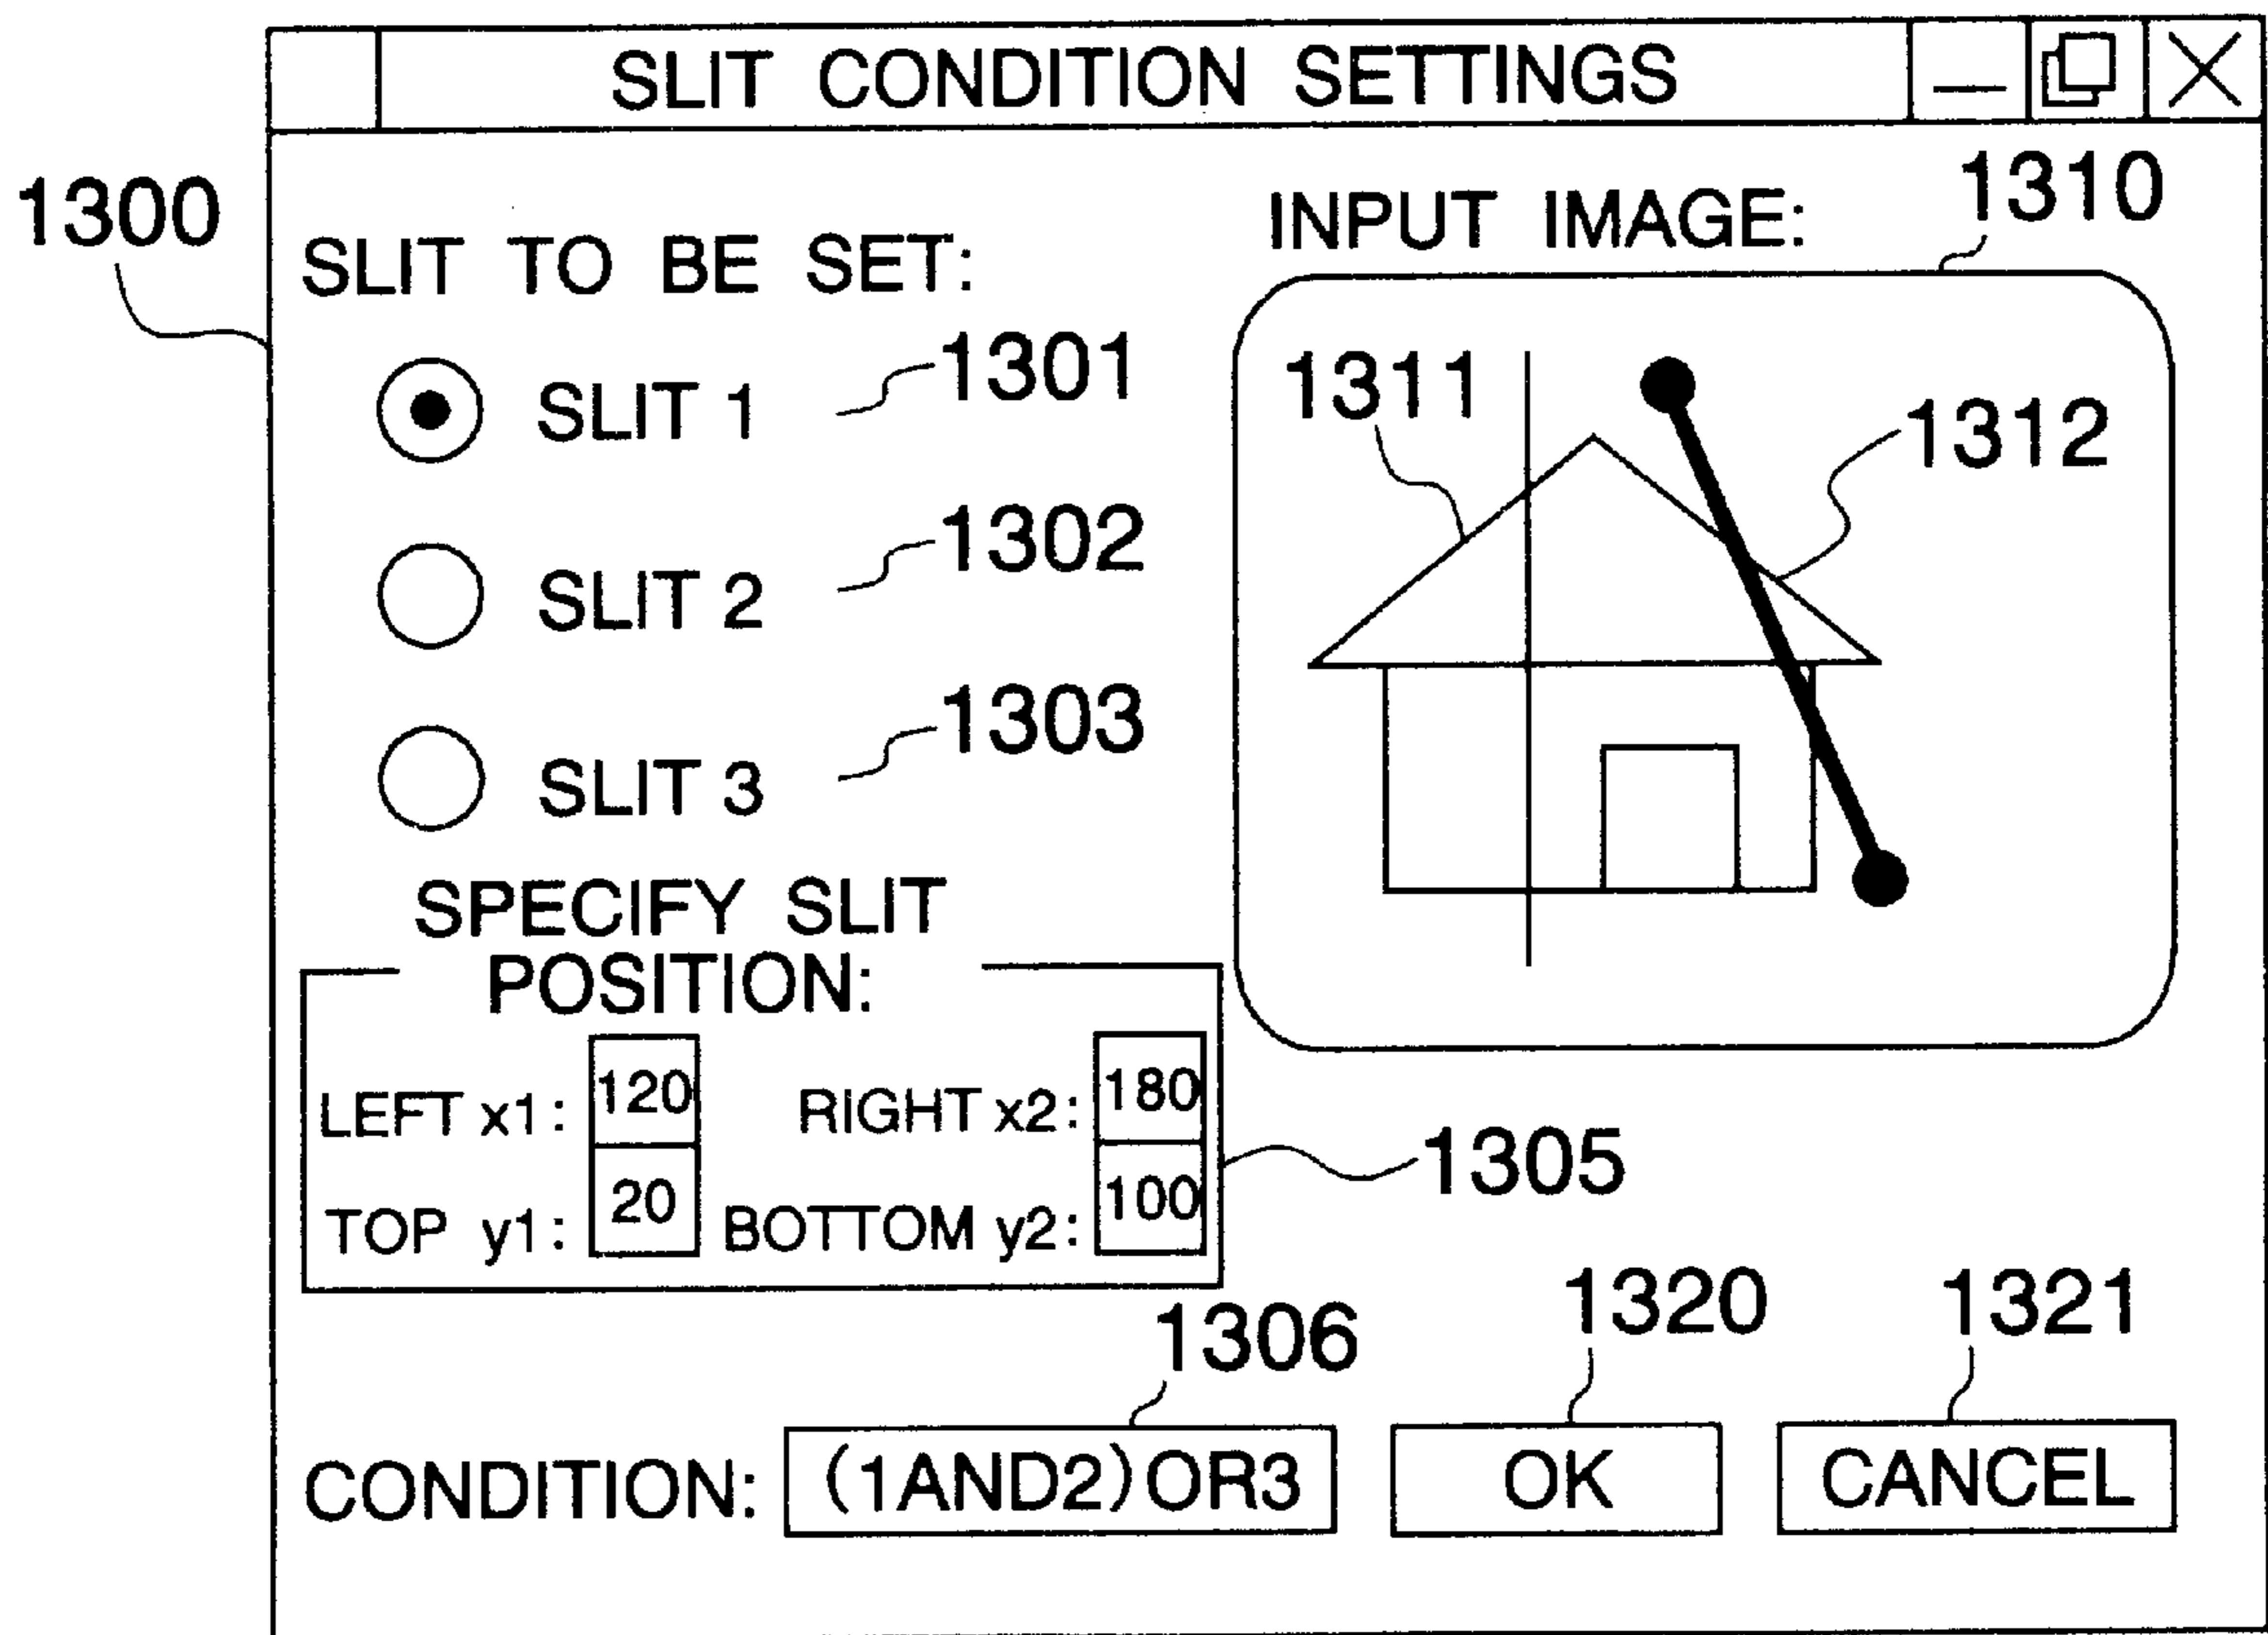 SLIT CONDITION SETTINGS
1300
SLIT TO BE SET:
SLIT 1
1301
SLIT 2
1302
SLIT 3
1303
SPECIFY SLIT
POSITION:
LEFT x1: 120 RIGHT x2: 180
TOP y1: 20 BOTTOM y2: 100
1305
INPUT IMAGE:
1310
1311
1312
1306
1320
1321
CONDITION: (1AND2)OR3 OK CANCEL